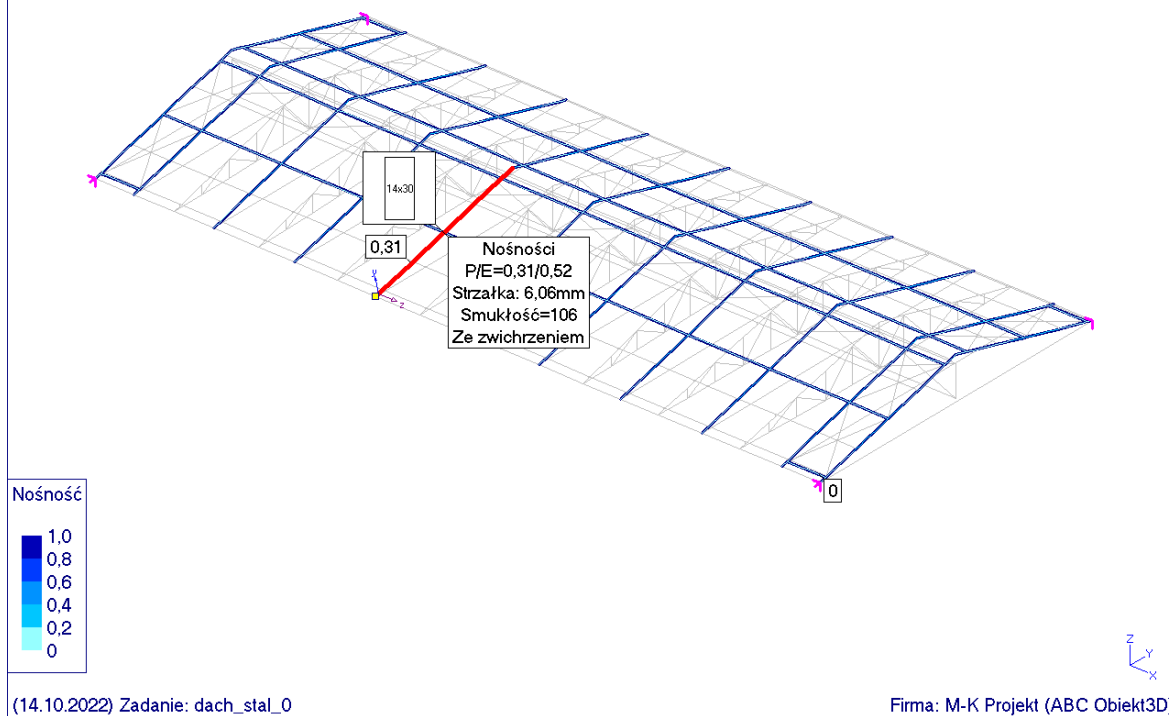 14x30
0,31
Nośności
P/E=0,31/0,52
Strzałka: 6,06mm
Smukłość=106
Ze zwichrzeniem
y
z
0
Nośność
1,0
0,8
0,6
0,4
0,2
0
Z
Y
X
(14.10.2022) Zadanie: dach_stal_0
Firma: M-K Projekt (ABC Obiekt3D)